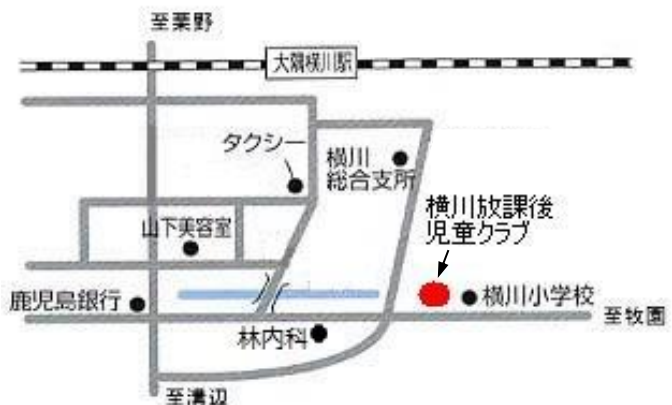 至栗野
大隅横川駅
タクシー
横川
総合支所
横川放課後
児童クラブ
山下美容室
鹿児島銀行
横川小学校
至牧園
林内科
至溝辺